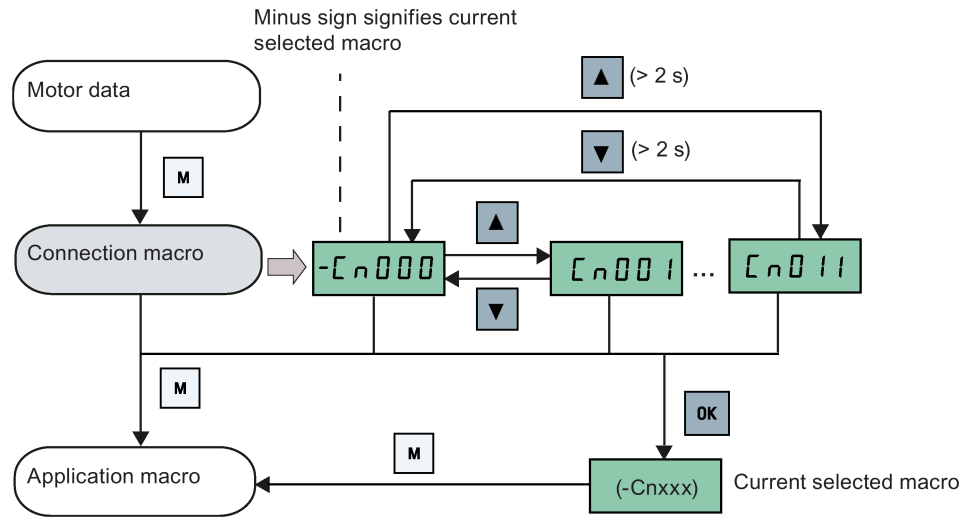 Minus sign signifies current
selected macro
▲ (> 2 s)
Motor data
▼ (> 2 s)
M
▲
Connection macro
-Cn000
Cn001
...
Cn011
▼
M
OK
M
Application macro
(-Cnxxx)
Current selected macro